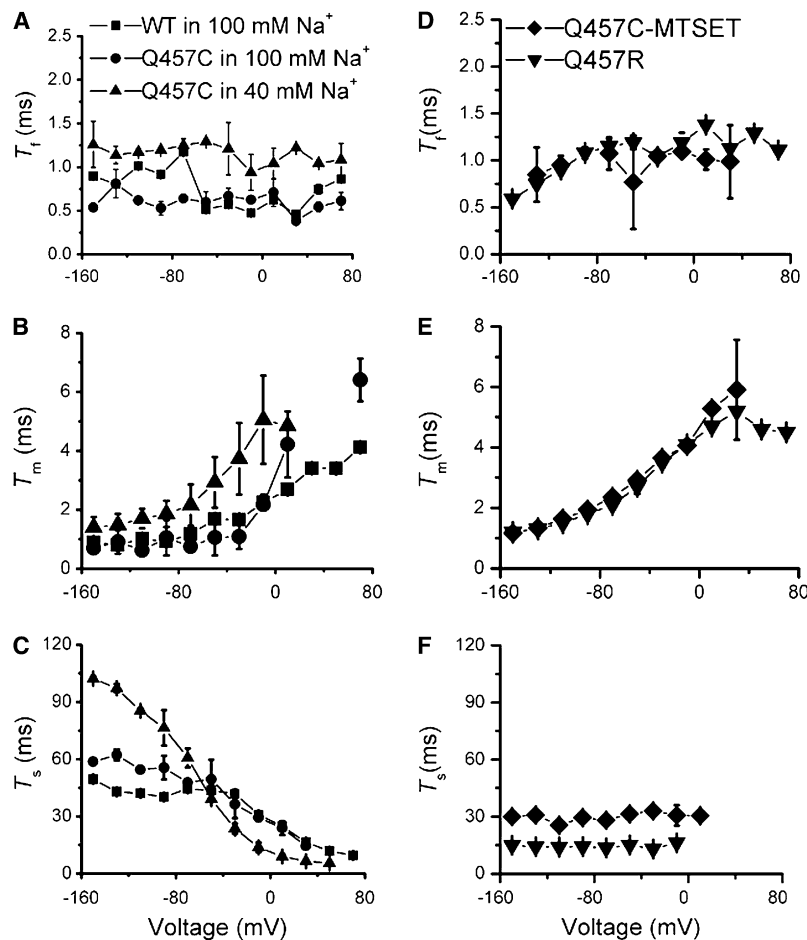 A
WT in 100 mM Na+
Q457C in 100 mM Na+
Q457C in 40 mM Na+
2.5
2.0
1.5
1.0
0.5
0.0
Tf (ms)
-160
-80
0
80
B
8
6
4
2
0
Tm (ms)
-160
-80
0
80
C
120
90
60
30
0
Ts (ms)
-160
-80
0
80
Voltage (mV)
D
Q457C-MTSET
Q457R
2.5
2.0
1.5
1.0
0.5
0.0
Tf (ms)
-160
-80
0
80
E
8
6
4
2
0
Tm (ms)
-160
-80
0
80
F
120
90
60
30
0
Ts (ms)
-160
-80
0
80
Voltage (mV)